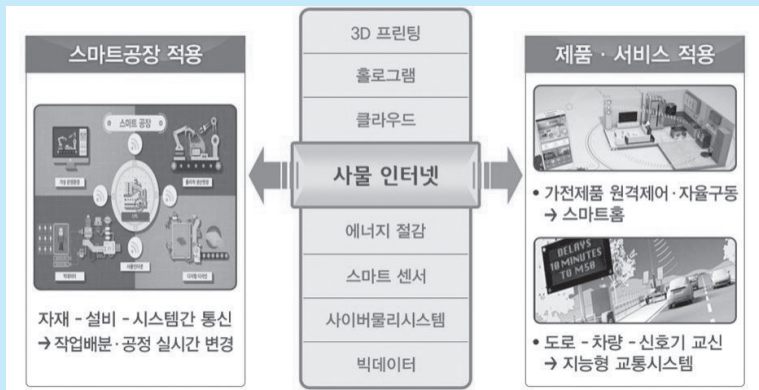 스마트공장 적용
스마트 공장
자재 - 설비 - 시스템간 통신
→ 작업배분 · 공정 실시간 변경
3D 프린팅
홀로그램
클라우드
사물 인터넷
에너지 절감
스마트 센서
사이버물리시스템
빅데이터
제품 · 서비스 적용
• 가전제품 원격제어 · 자율구동
→ 스마트홈
DELAYS
10 MINUTES
TO M50
• 도로 - 차량 - 신호기 교신
→ 지능형 교통시스템